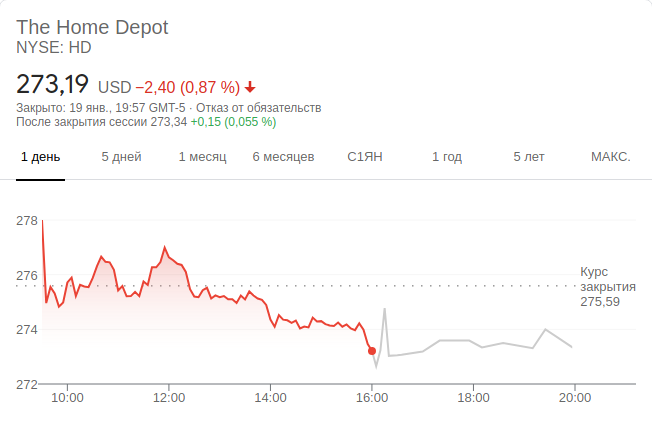 The Home Depot
NYSE: HD
273,19 USD −2,40 (0,87 %)
Закрыто: 19 янв., 19:57 GMT-5 · Отказ от обязательств
После закрытия сессии 273,34 +0,15 (0,055 %)
1 день 5 дней 1 месяц 6 месяцев С1ЯН 1 год 5 лет МАКС.
278
276
274
272
Курс
закрытия
275,59
10:00 12:00 14:00 16:00 18:00 20:00